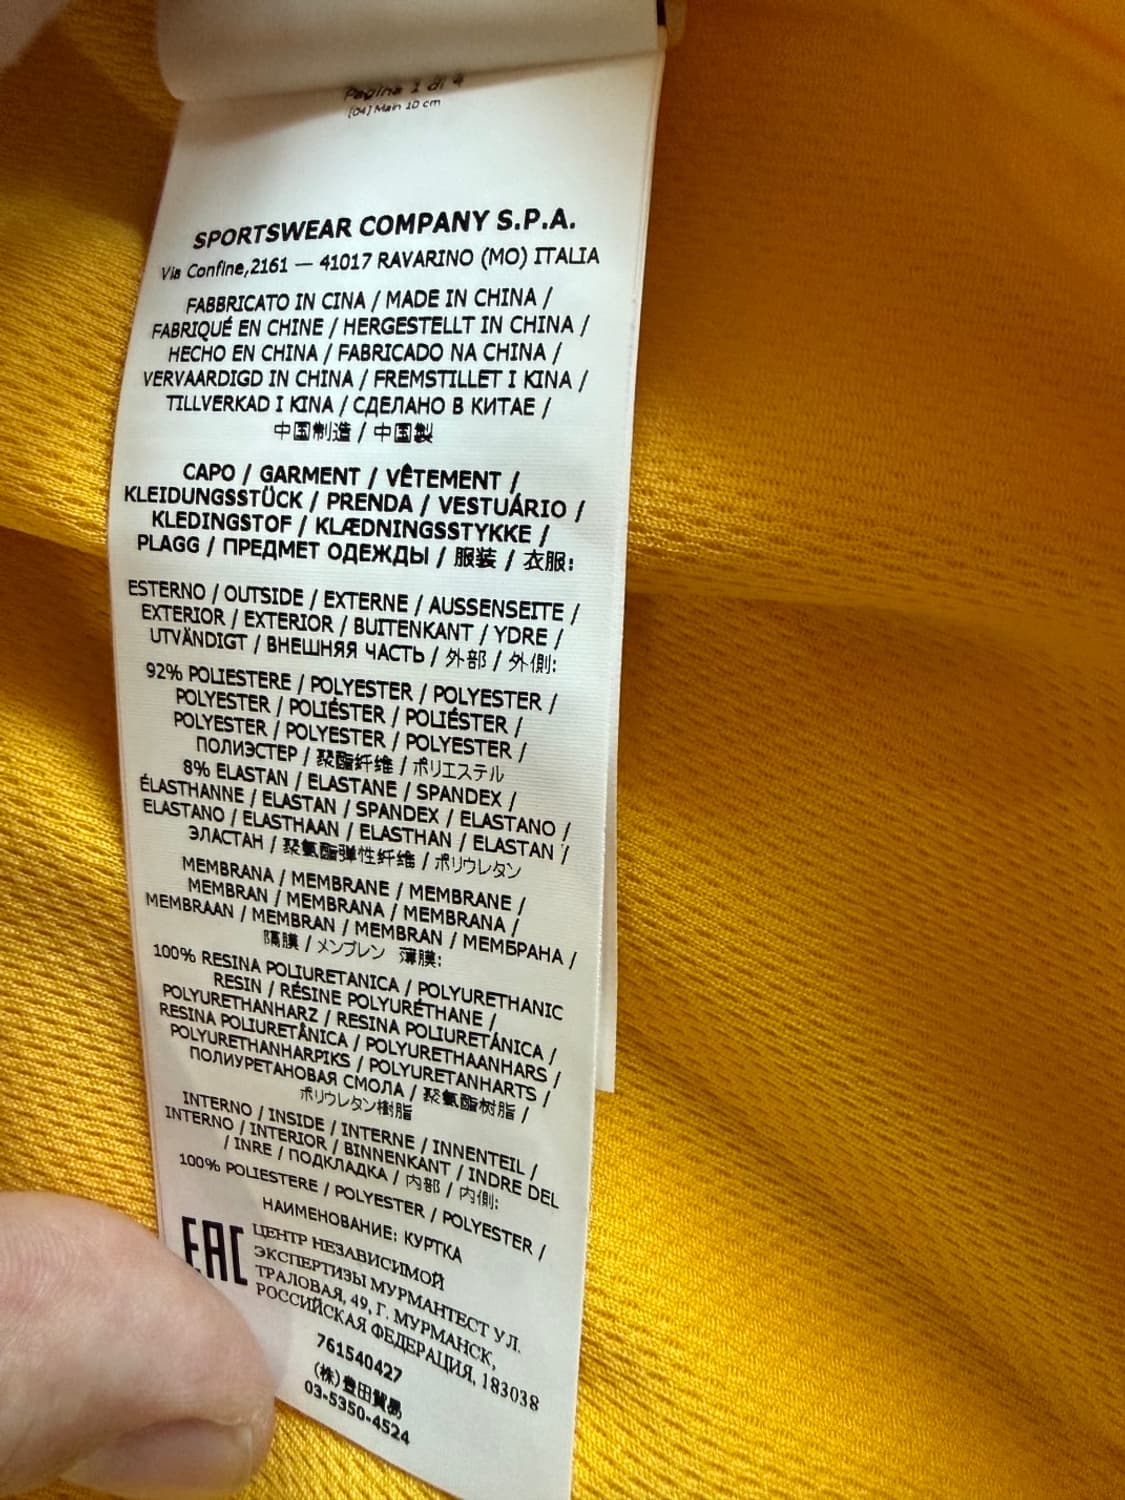 Pagina 1 di 4
[04] Main 10 cm
SPORTSWEAR COMPANY S.P.A.
Via Confine,2161 — 41017 RAVARINO (MO) ITALIA
FABBRICATO IN CINA / MADE IN CHINA /
FABRIQUÉ EN CHINE / HERGESTELLT IN CHINA /
HECHO EN CHINA / FABRICADO NA CHINA /
VERVAARDIGD IN CHINA / FREMSTILLET I KINA /
TILLVERKAD I KINA / СДЕЛАНО В КИТАЕ /
中国制造 / 中国製
CAPO / GARMENT / VÊTEMENT /
KLEIDUNGSSTÜCK / PRENDA / VESTUÁRIO /
KLEDINGSTOF / KLÆDNINGSSTYKKE /
PLAGG / ПРЕДМЕТ ОДЕЖДЫ / 服装 / 衣服:
ESTERNO / OUTSIDE / EXTERNE / AUSSENSEITE /
EXTERIOR / EXTERIOR / BUITENKANT / YDRE /
UTVÄNDIGT / ВНЕШНЯЯ ЧАСТЬ / 外部 / 外側:
92% POLIESTERE / POLYESTER / POLYESTER /
POLYESTER / POLIÉSTER / POLIÉSTER /
POLYESTER / POLYESTER / POLYESTER /
ПОЛИЭСТЕР / 聚酯纤维 / ポリエステル
8% ELASTAN / ELASTANE / SPANDEX /
ÉLASTHANNE / ELASTAN / SPANDEX / ELASTANO /
ELASTANO / ELASTHAAN / ELASTHAN / ELASTAN /
ЭЛАСТАН / 聚氨酯弹性纤维 / ポリウレタン
MEMBRANA / MEMBRANE / MEMBRANE /
MEMBRAN / MEMBRANA / MEMBRANA /
MEMBRAAN / MEMBRAN / MEMBRAN / МЕМБРАНА /
隔膜 / メンブレン 薄膜:
100% RESINA POLIURETANICA / POLYURETHANIC
RESIN / RÉSINE POLYURÉTHANE /
POLYURETHANHARZ / RESINA POLIURETÁNICA /
RESINA POLIURETÂNICA / POLYURETHAANHARS /
POLYURETHANHARPIKS / POLYURETANHARTS /
ПОЛИУРЕТАНОВАЯ СМОЛА / 聚氨酯树脂 /
ポリウレタン樹脂
INTERNO / INSIDE / INTERNE / INNENTEIL /
INTERNO / INTERIOR / BINNENKANT / INDRE DEL
/ INRE / ПОДКЛАДКА / 内部 / 内側:
100% POLIESTERE / POLYESTER / POLYESTER /
НАИМЕНОВАНИЕ: КУРТКА
EAC
ЦЕНТР НЕЗАВИСИМОЙ
ЭКСПЕРТИЗЫ МУРМАНТЕСТ УЛ.
ТРАЛОВАЯ, 49, Г. МУРМАНСК,
РОССИЙСКАЯ ФЕДЕРАЦИЯ, 183038
761540427
(株)豊田貿易
03-5350-4524